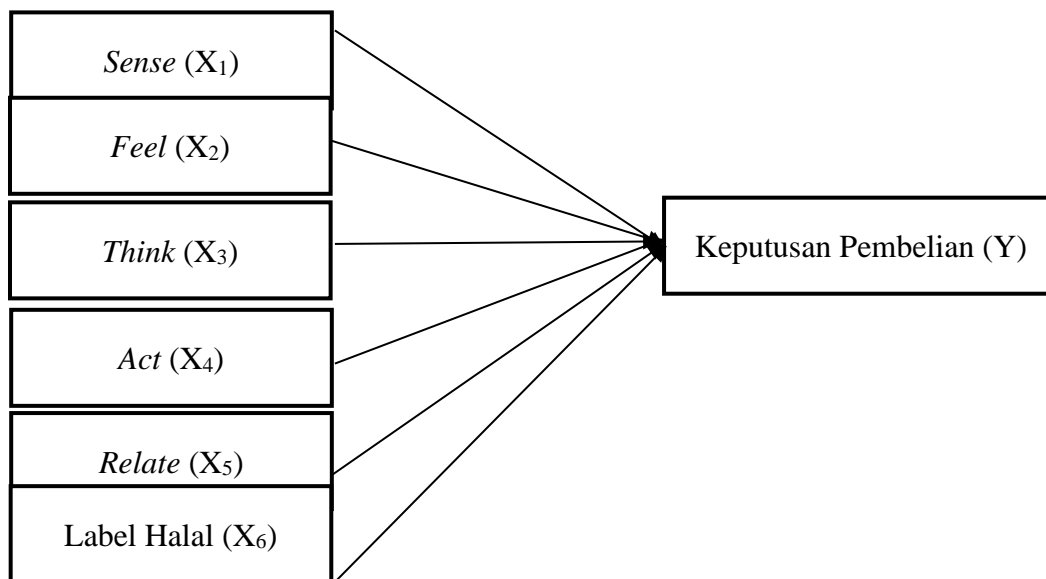 Sense (X₁)
Feel (X₂)
Think (X₃)
Act (X₄)
Relate (X₅)
Label Halal (X₆)
Keputusan Pembelian (Y)